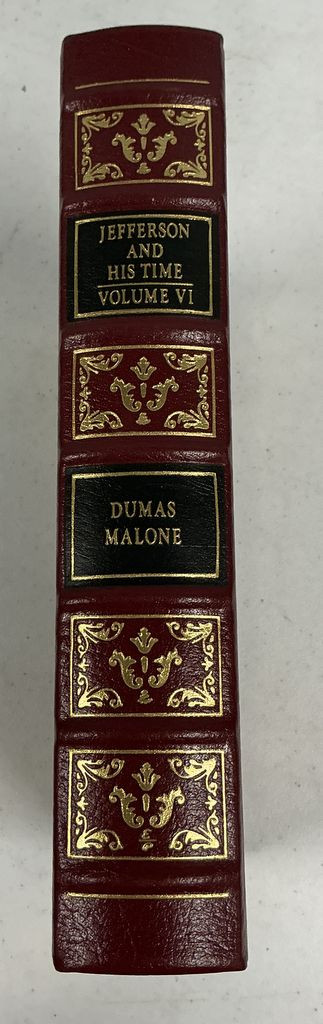 JEFFERSON
AND
HIS TIME
VOLUME VI
DUMAS
MALONE